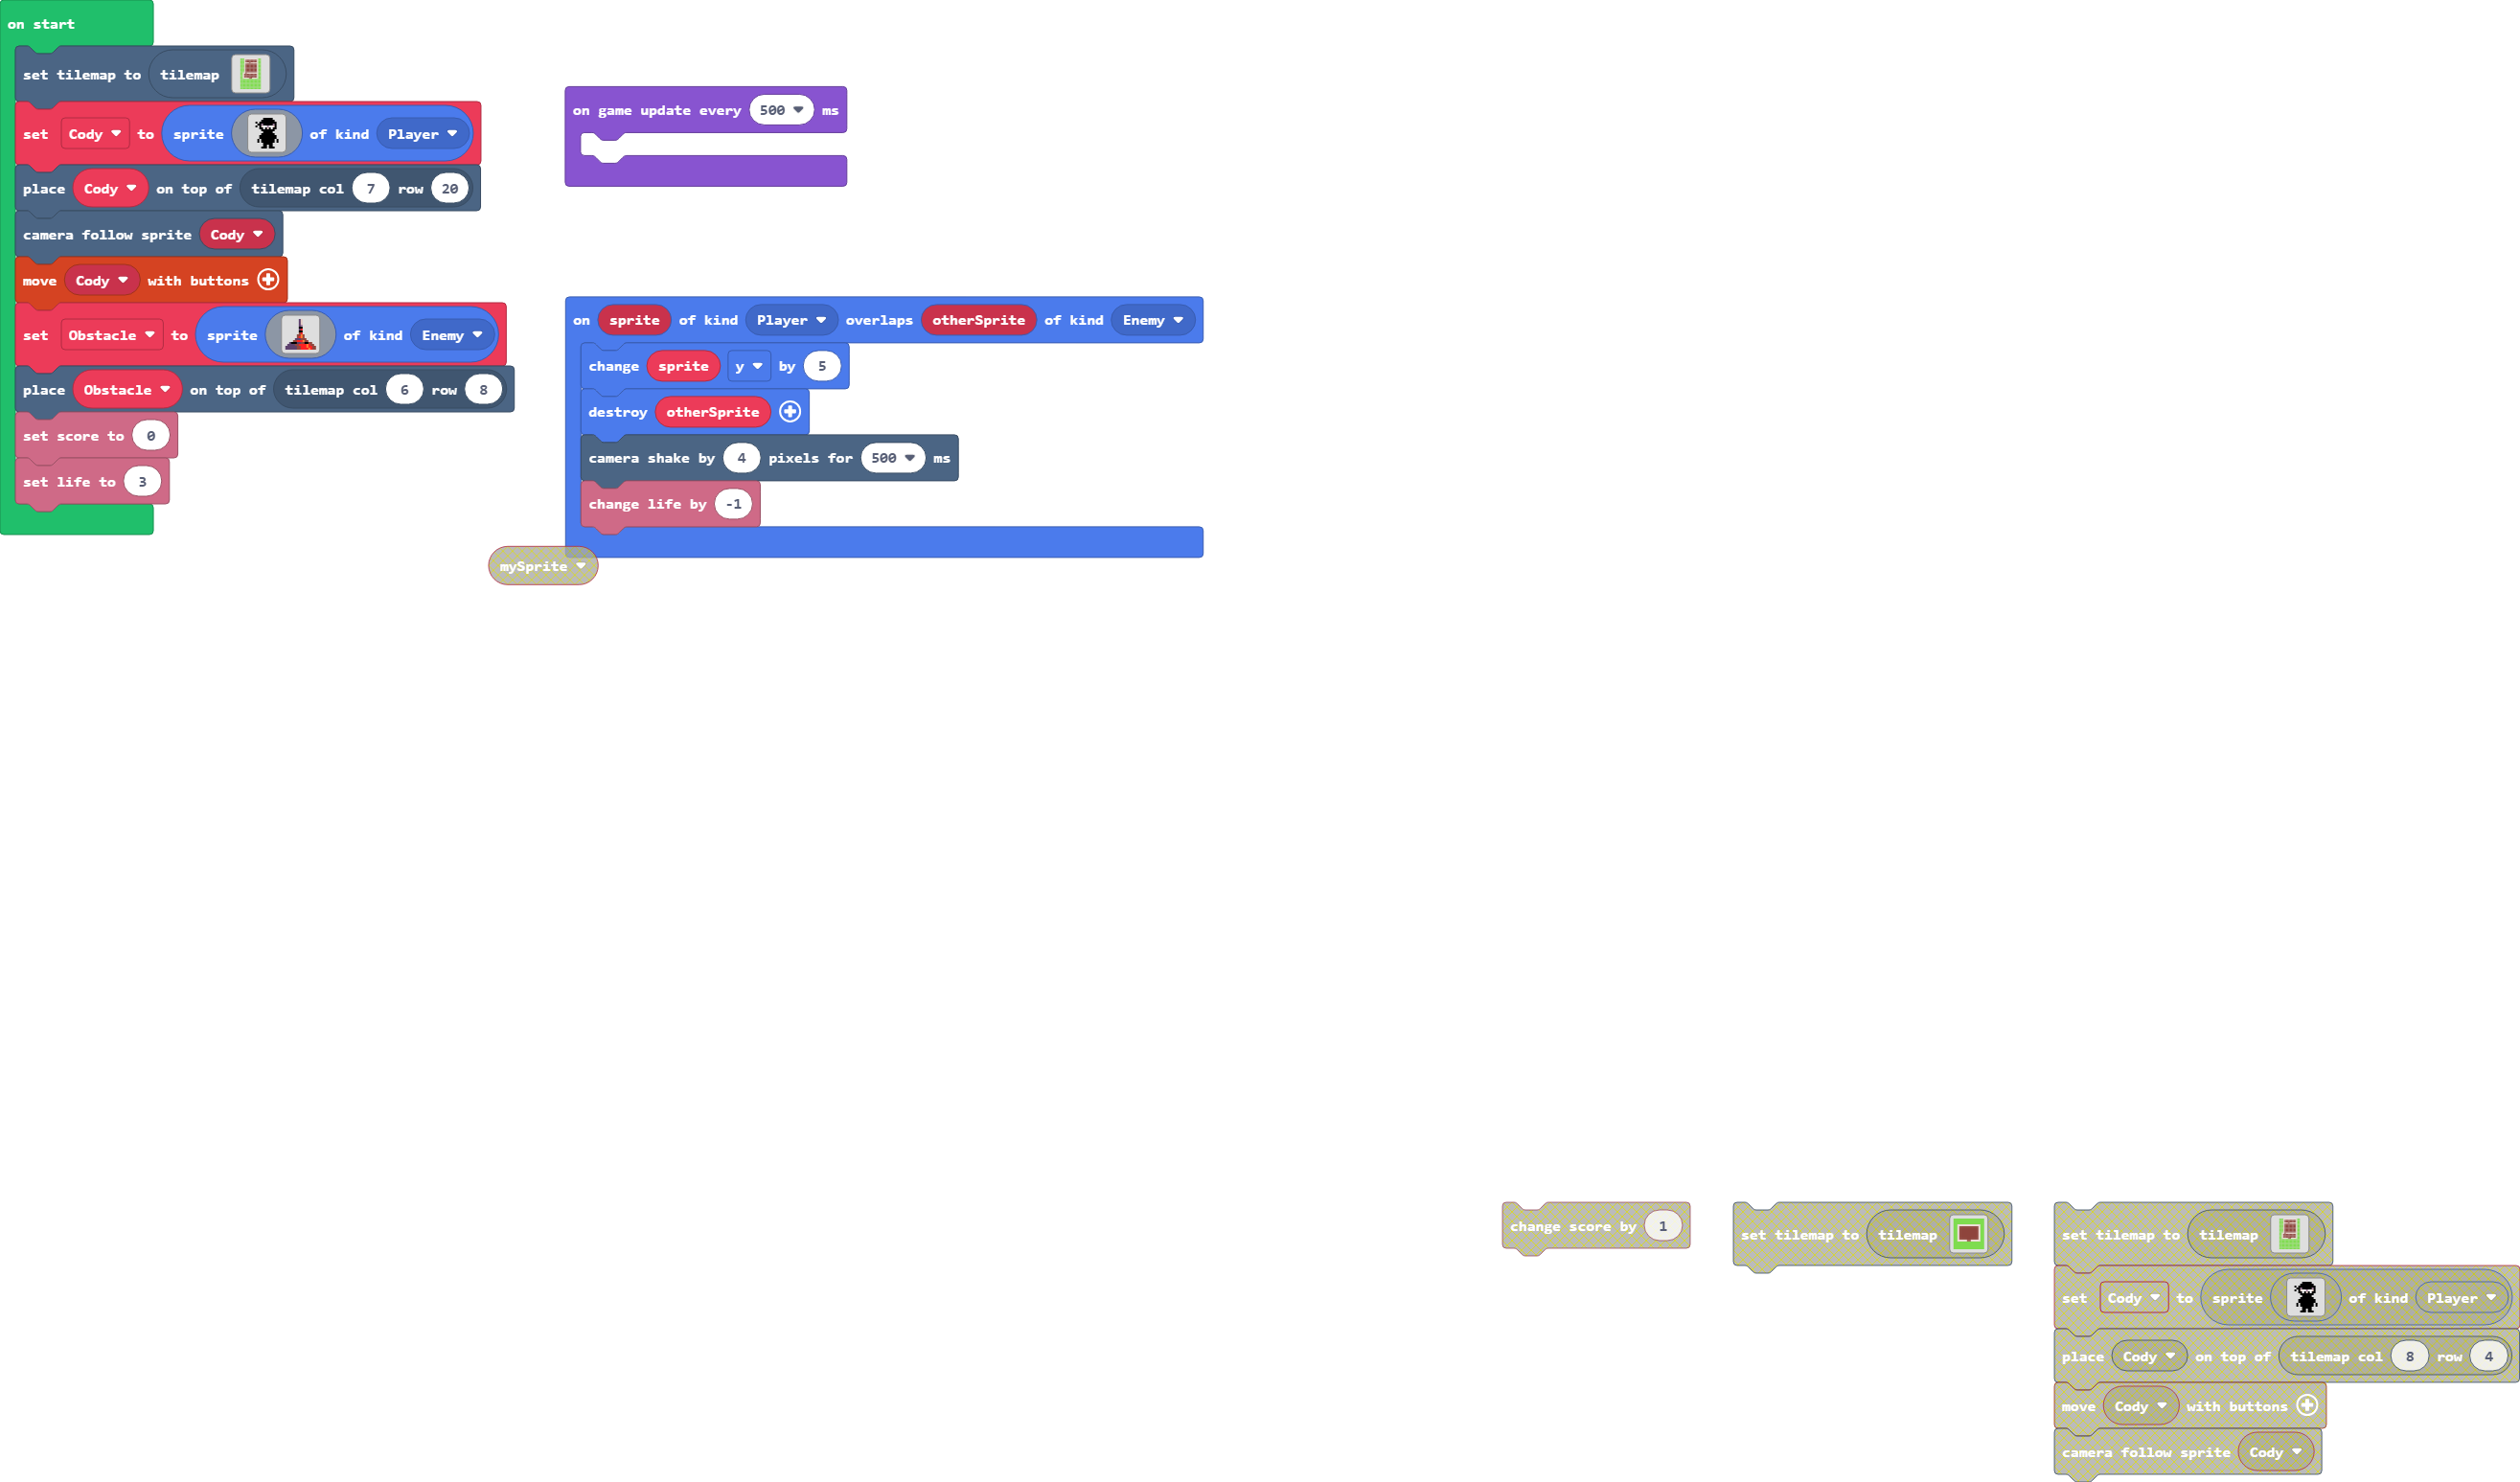 on start
set tilemap to tilemap
set Cody to sprite of kind Player
place Cody on top of tilemap col 7 row 20
camera follow sprite Cody
move Cody with buttons
set Obstacle to sprite of kind Enemy
place Obstacle on top of tilemap col 6 row 8
set score to 0
set life to 3
on game update every 500 ms
on sprite of kind Player overlaps otherSprite of kind Enemy
change sprite y by 5
destroy otherSprite
camera shake by 4 pixels for 500 ms
change life by -1
mySprite
change score by 1
set tilemap to tilemap
set tilemap to tilemap
set Cody to sprite of kind Player
place Cody on top of tilemap col 8 row 4
move Cody with buttons
camera follow sprite Cody